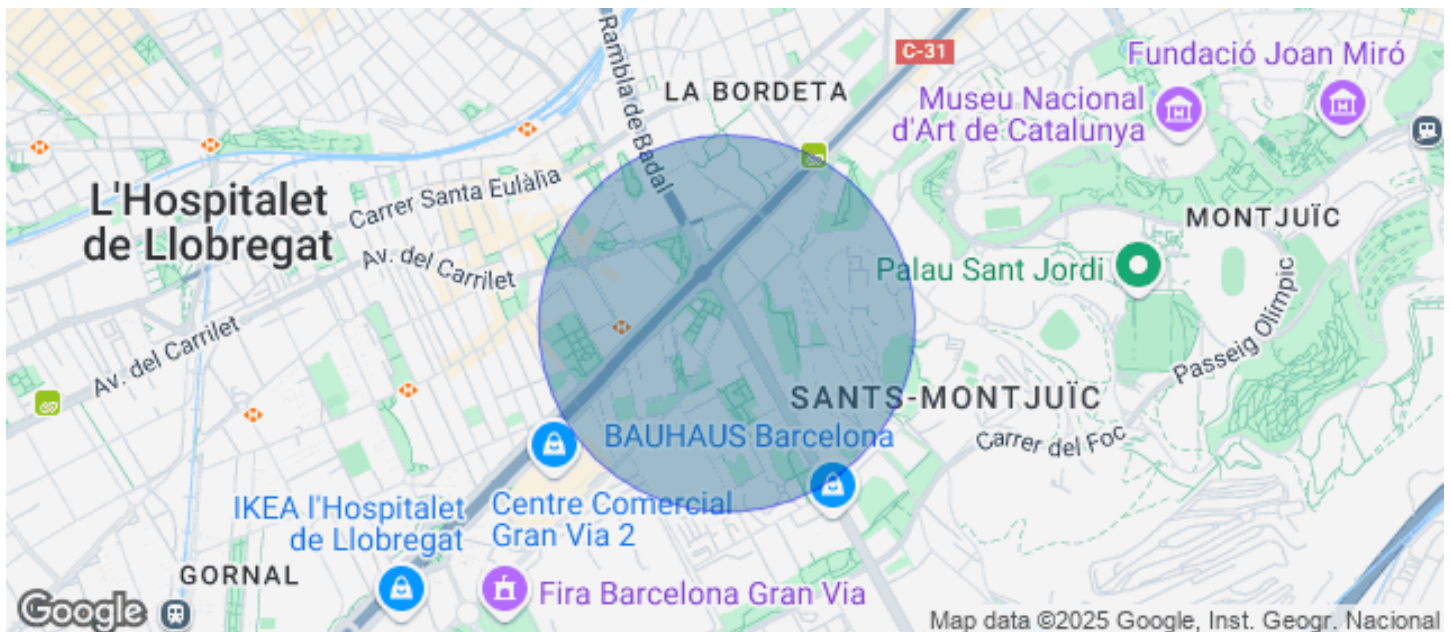 Rambla de Badal
LA BORDETA
C-31
Fundació Joan Miró
Museu Nacional
d'Art de Catalunya
L'Hospitalet
de Llobregat
Carrer Santa Eulàlia
Av. del Carrilet
MONTJUÏC
Palau Sant Jordi
Passeig Olímpic
Av. del Carrilet
SANTS-MONTJUÏC
BAUHAUS Barcelona
Carrer del Foc
IKEA l'Hospitalet
de Llobregat
Centre Comercial
Gran Via 2
GORNAL
Fira Barcelona Gran Via
Google
Map data ©2025 Google, Inst. Geogr. Nacional